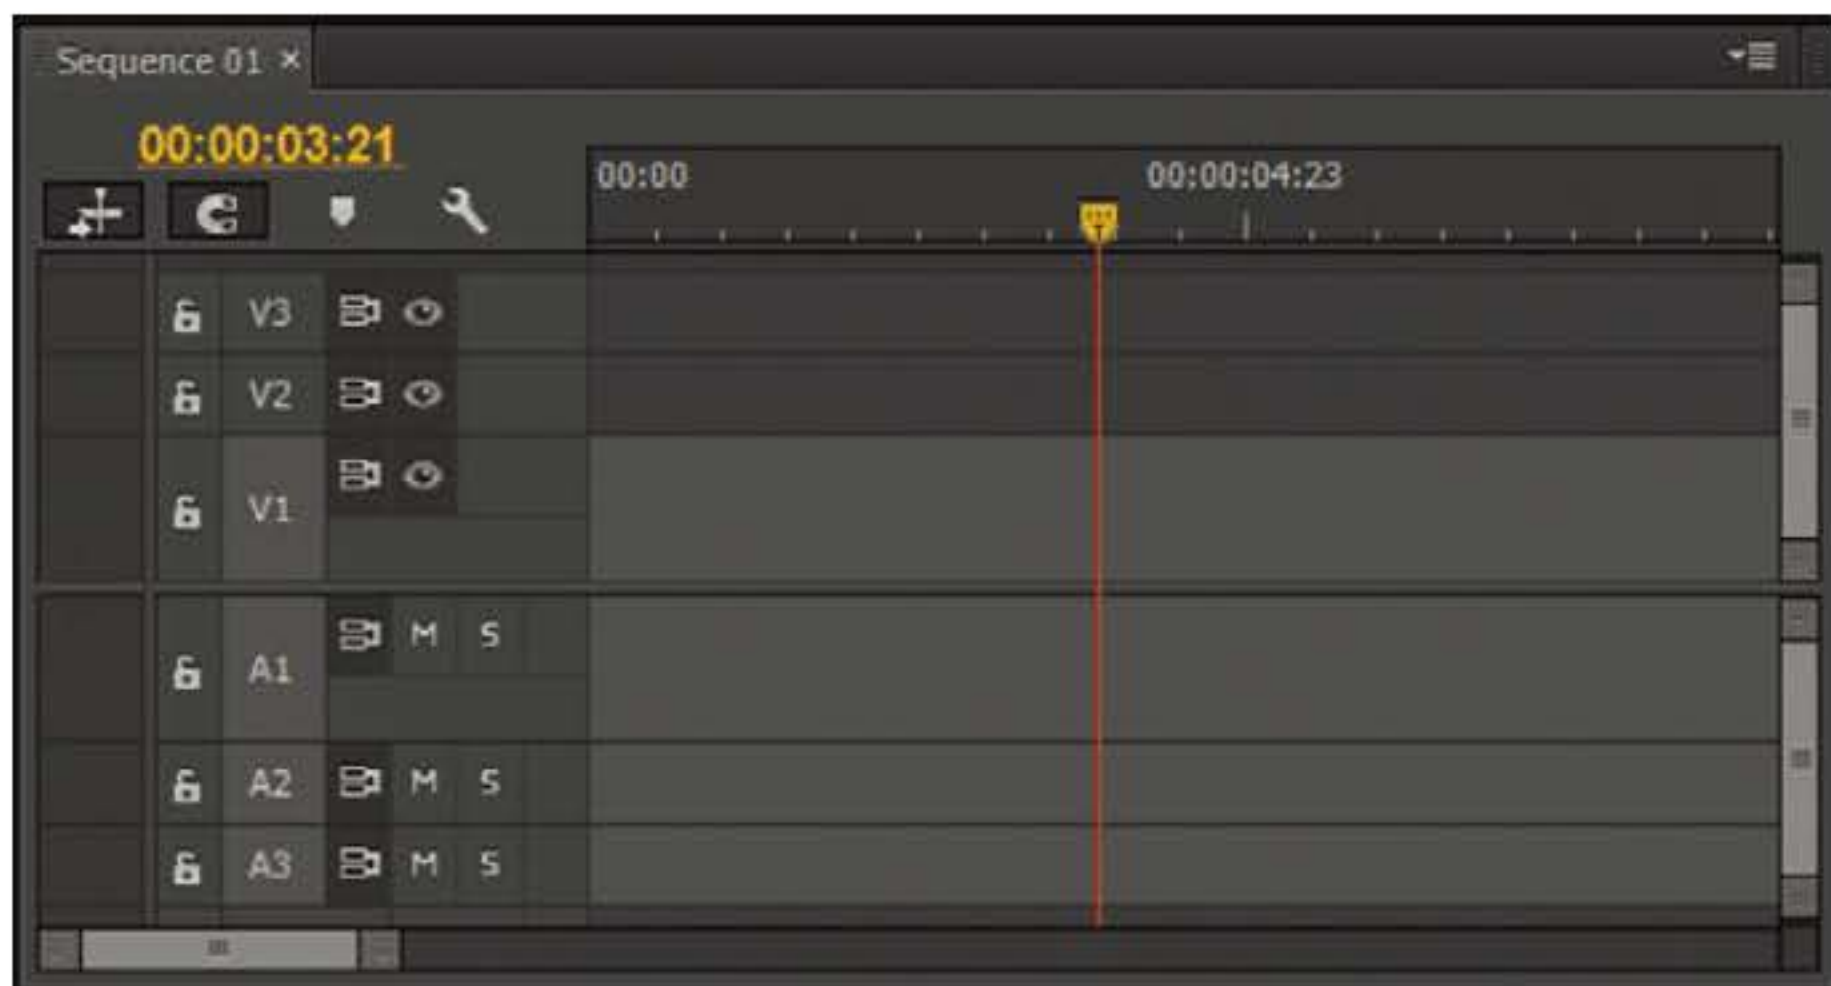 Sequence 01 ×
00:00:03:21
00:00 00:00:04:23
V3
V2
V1
A1 M S
A2 M S
A3 M S